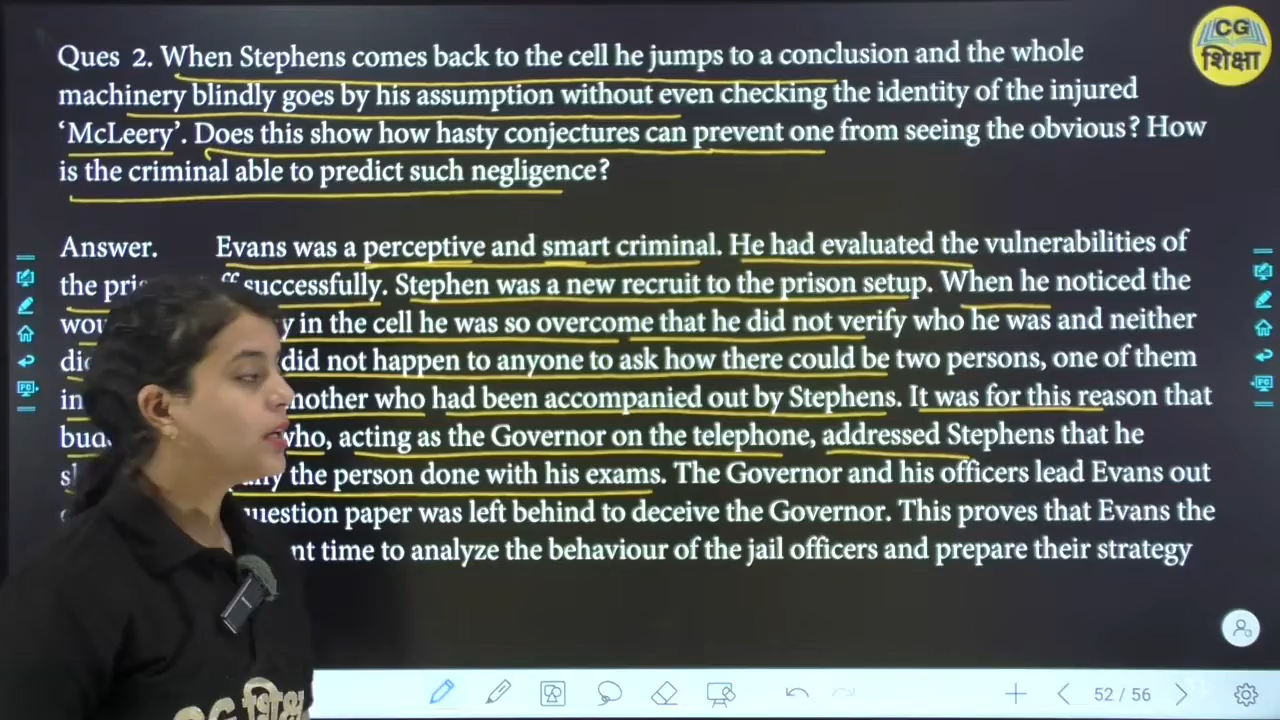 CG
शिक्षा
Ques 2. When Stephens comes back to the cell he jumps to a conclusion and the whole
machinery blindly goes by his assumption without even checking the identity of the injured
‘McLeery’. Does this show how hasty conjectures can prevent one from seeing the obvious? How
is the criminal able to predict such negligence?
Answer. Evans was a perceptive and smart criminal. He had evaluated the vulnerabilities of
the successfully. Stephen was a new recruit to the prison setup. When he noticed the
in the cell he was so overcome that he did not verify who he was and neither
did not happen to anyone to ask how there could be two persons, one of them
in who had been accompanied out by Stephens. It was for this reason that
who, acting as the Governor on the telephone, addressed Stephens that he
the person done with his exams. The Governor and his officers lead Evans out
question paper was left behind to deceive the Governor. This proves that Evans the
time to analyze the behaviour of the jail officers and prepare their strategy
52 / 56
CG शिक्षा